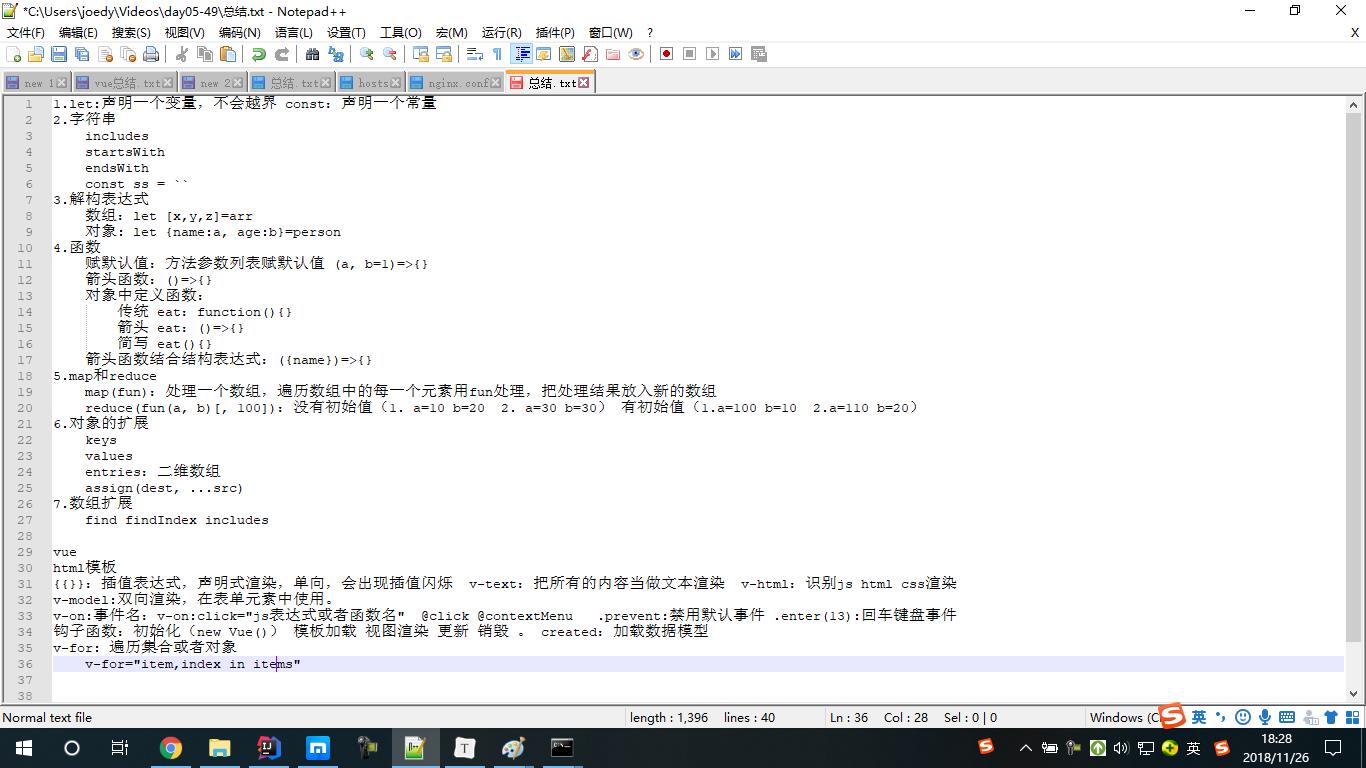 *C:\Users\joedy\Videos\day05-49\总结.txt - Notepad++
文件(F) 编辑(E) 搜索(S) 视图(V) 编码(N) 语言(L) 设置(T) 工具(O) 宏(M) 运行(R) 插件(P) 窗口(W) ? X
new 1 vue总结.txt new 2 总结.txt hosts nginx.conf 总结.txt
1 1.let:声明一个变量，不会越界 const：声明一个常量
2 2.字符串
3 includes
4 startsWith
5 endsWith
6 const ss = ``
7 3.解构表达式
8 数组：let [x,y,z]=arr
9 对象：let {name:a, age:b}=person
10 4.函数
11 赋默认值：方法参数列表赋默认值 (a, b=1)=>{}
12 箭头函数：()=>{}
13 对象中定义函数：
14 传统 eat：function(){}
15 箭头 eat：()=>{}
16 简写 eat(){}
17 箭头函数结合结构表达式：({name})=>{}
18 5.map和reduce
19 map(fun)：处理一个数组，遍历数组中的每一个元素用fun处理，把处理结果放入新的数组
20 reduce(fun(a, b)[, 100])：没有初始值（1. a=10 b=20 2. a=30 b=30） 有初始值（1.a=100 b=10 2.a=110 b=20）
21 6.对象的扩展
22 keys
23 values
24 entries：二维数组
25 assign(dest, ...src)
26 7.数组扩展
27 find findIndex includes
28
29 vue
30 html模板
31 {{}}：插值表达式，声明式渲染，单向，会出现插值闪烁 v-text：把所有的内容当做文本渲染 v-html：识别js html css渲染
32 v-model:双向渲染，在表单元素中使用。
33 v-on:事件名：v-on:click="js表达式或者函数名" @click @contextMenu .prevent:禁用默认事件 .enter(13):回车键盘事件
34 钩子函数：初始化（new Vue()） 模板加载 视图渲染 更新 销毁 。 created：加载数据模型
35 v-for：遍历集合或者对象
36 v-for="item,index in items"
37
38
Normal text file length : 1,396 lines : 40 Ln : 36 Col : 28 Sel : 0 | 0 Windows (C 英
英 18:28
2018/11/26